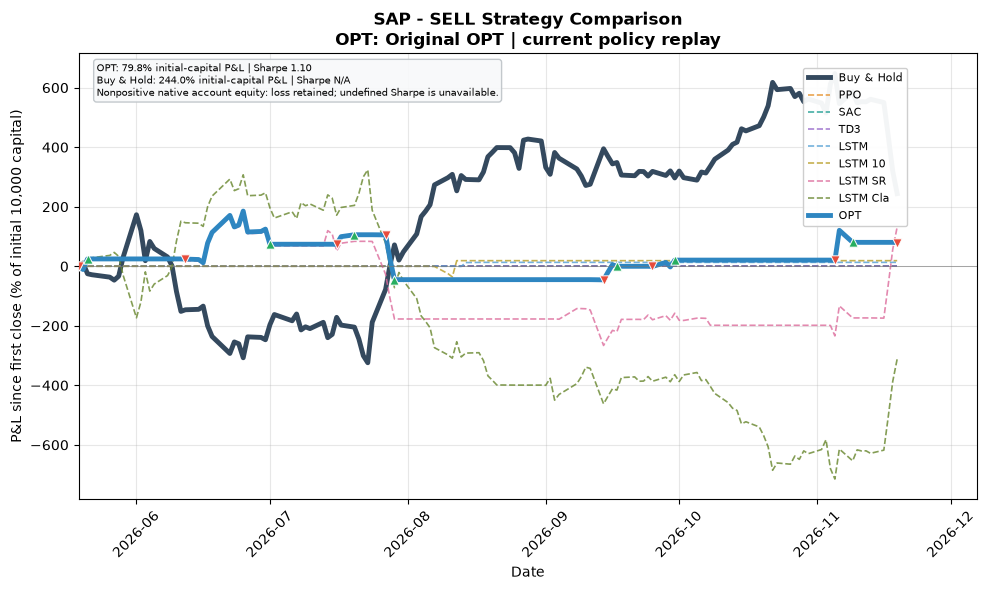 SAP - SELL Strategy Comparison
OPT: Original OPT | current policy replay
OPT: 79.8% initial-capital P&L | Sharpe 1.10
Buy & Hold: 244.0% initial-capital P&L | Sharpe N/A
Nonpositive native account equity: loss retained; undefined Sharpe is unavailable.
Buy & Hold
PPO
SAC
TD3
LSTM
LSTM 10
LSTM SR
LSTM Cla
OPT
P&L since first close (% of initial 10,000 capital)
600
400
200
0
−200
−400
−600
2026-06
2026-07
2026-08
2026-09
2026-10
2026-11
2026-12
Date